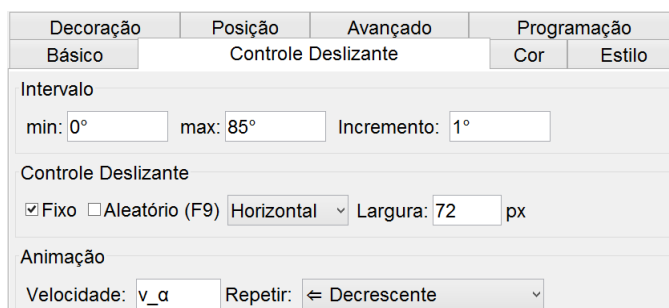 Decoração Posição Avançado Programação
Básico Controle Deslizante Cor Estilo
Intervalo
min: 0° max: 85° Incremento: 1°
Controle Deslizante
Fixo Aleatório (F9) Horizontal Largura: 72 px
Animação
Velocidade: v_α Repetir: ⇐ Decrescente